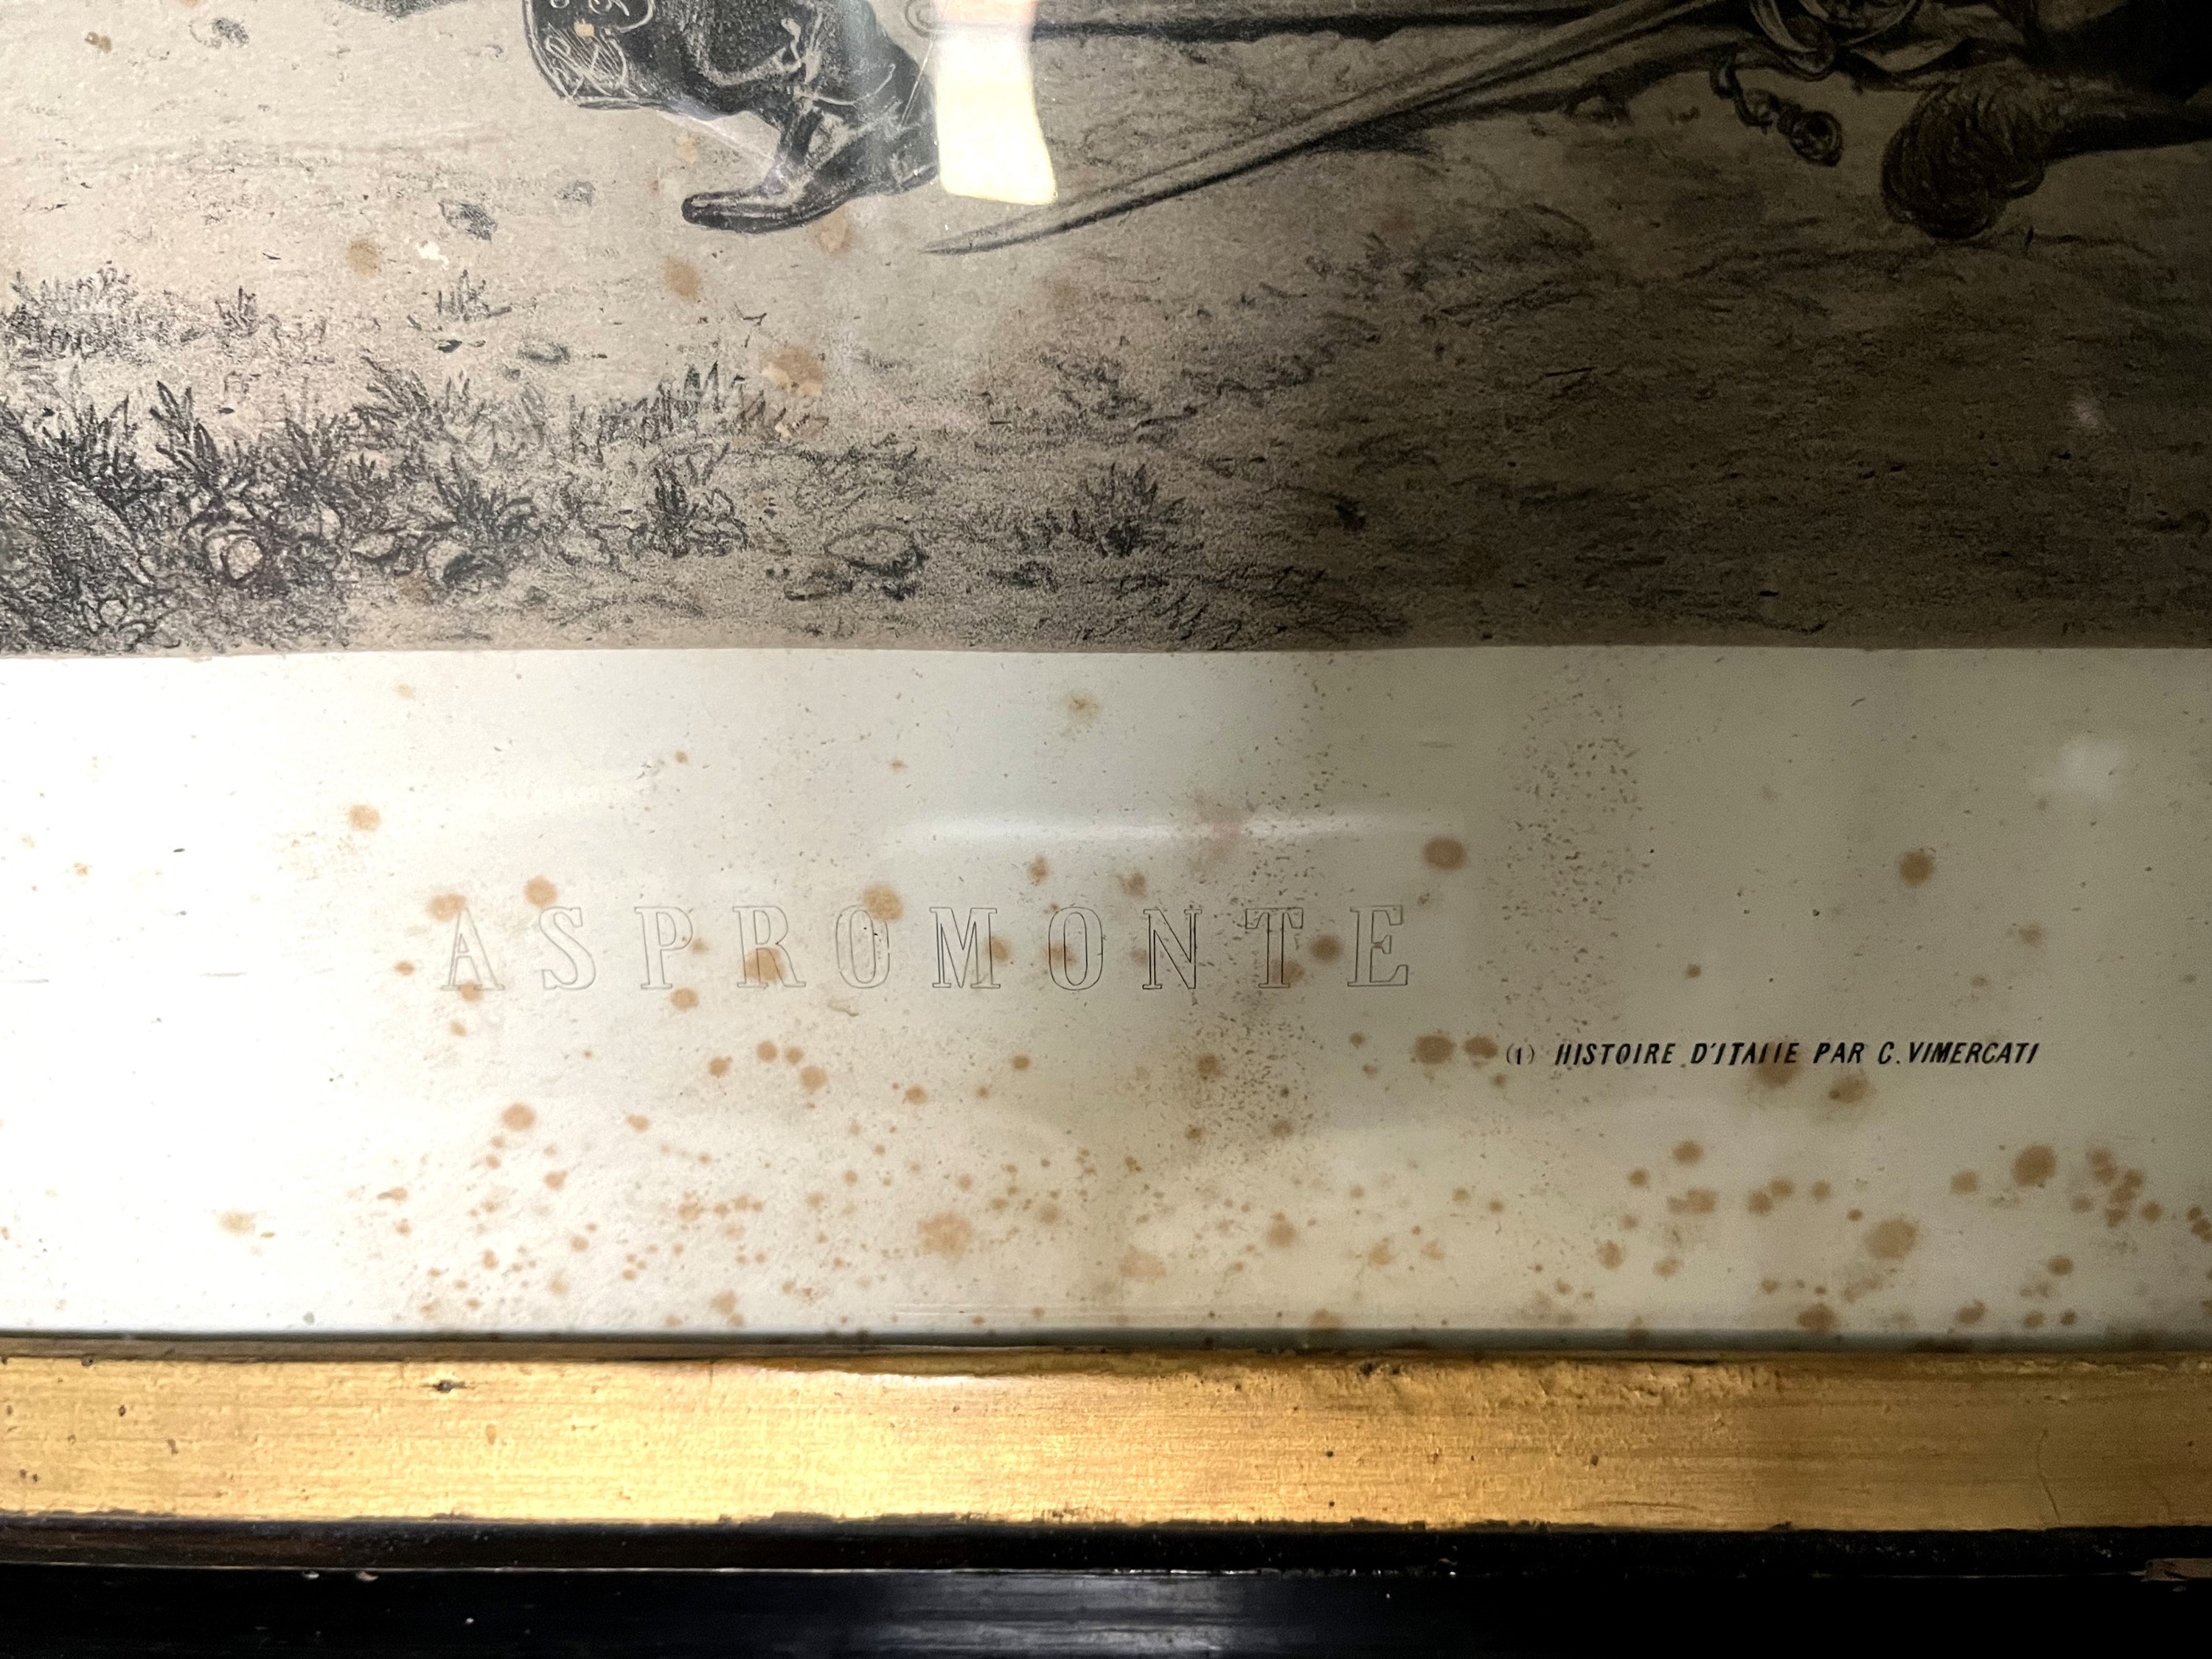 ASPROMONTE
(1) HISTOIRE D'ITALIE PAR C. VIMERCATI